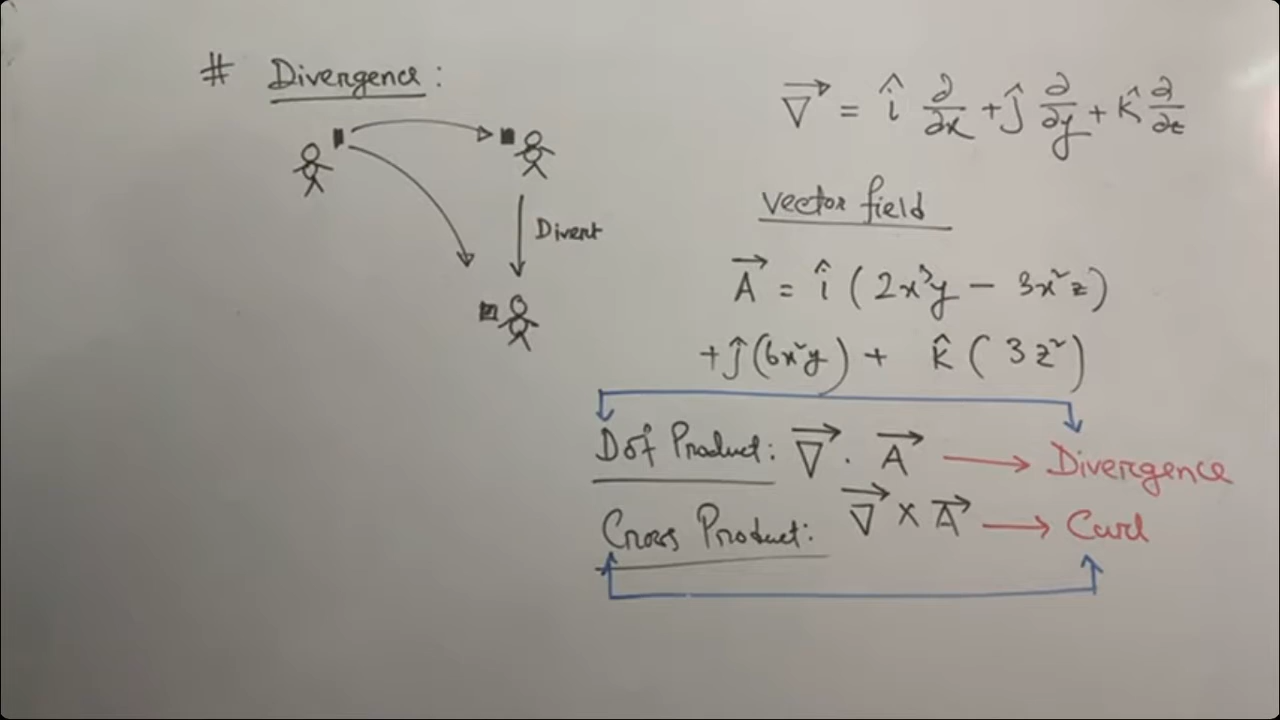 # Divergence :
Divert
∇⃗ = î ∂/∂x + ĵ ∂/∂y + k̂ ∂/∂z
vector field
A⃗ = î (2x³y − 3x²z)
+ ĵ (6x²y) + k̂ (3z²)
Dot Product: ∇⃗ . A⃗ → Divergence
Cross Product: ∇⃗ × A⃗ → Curl